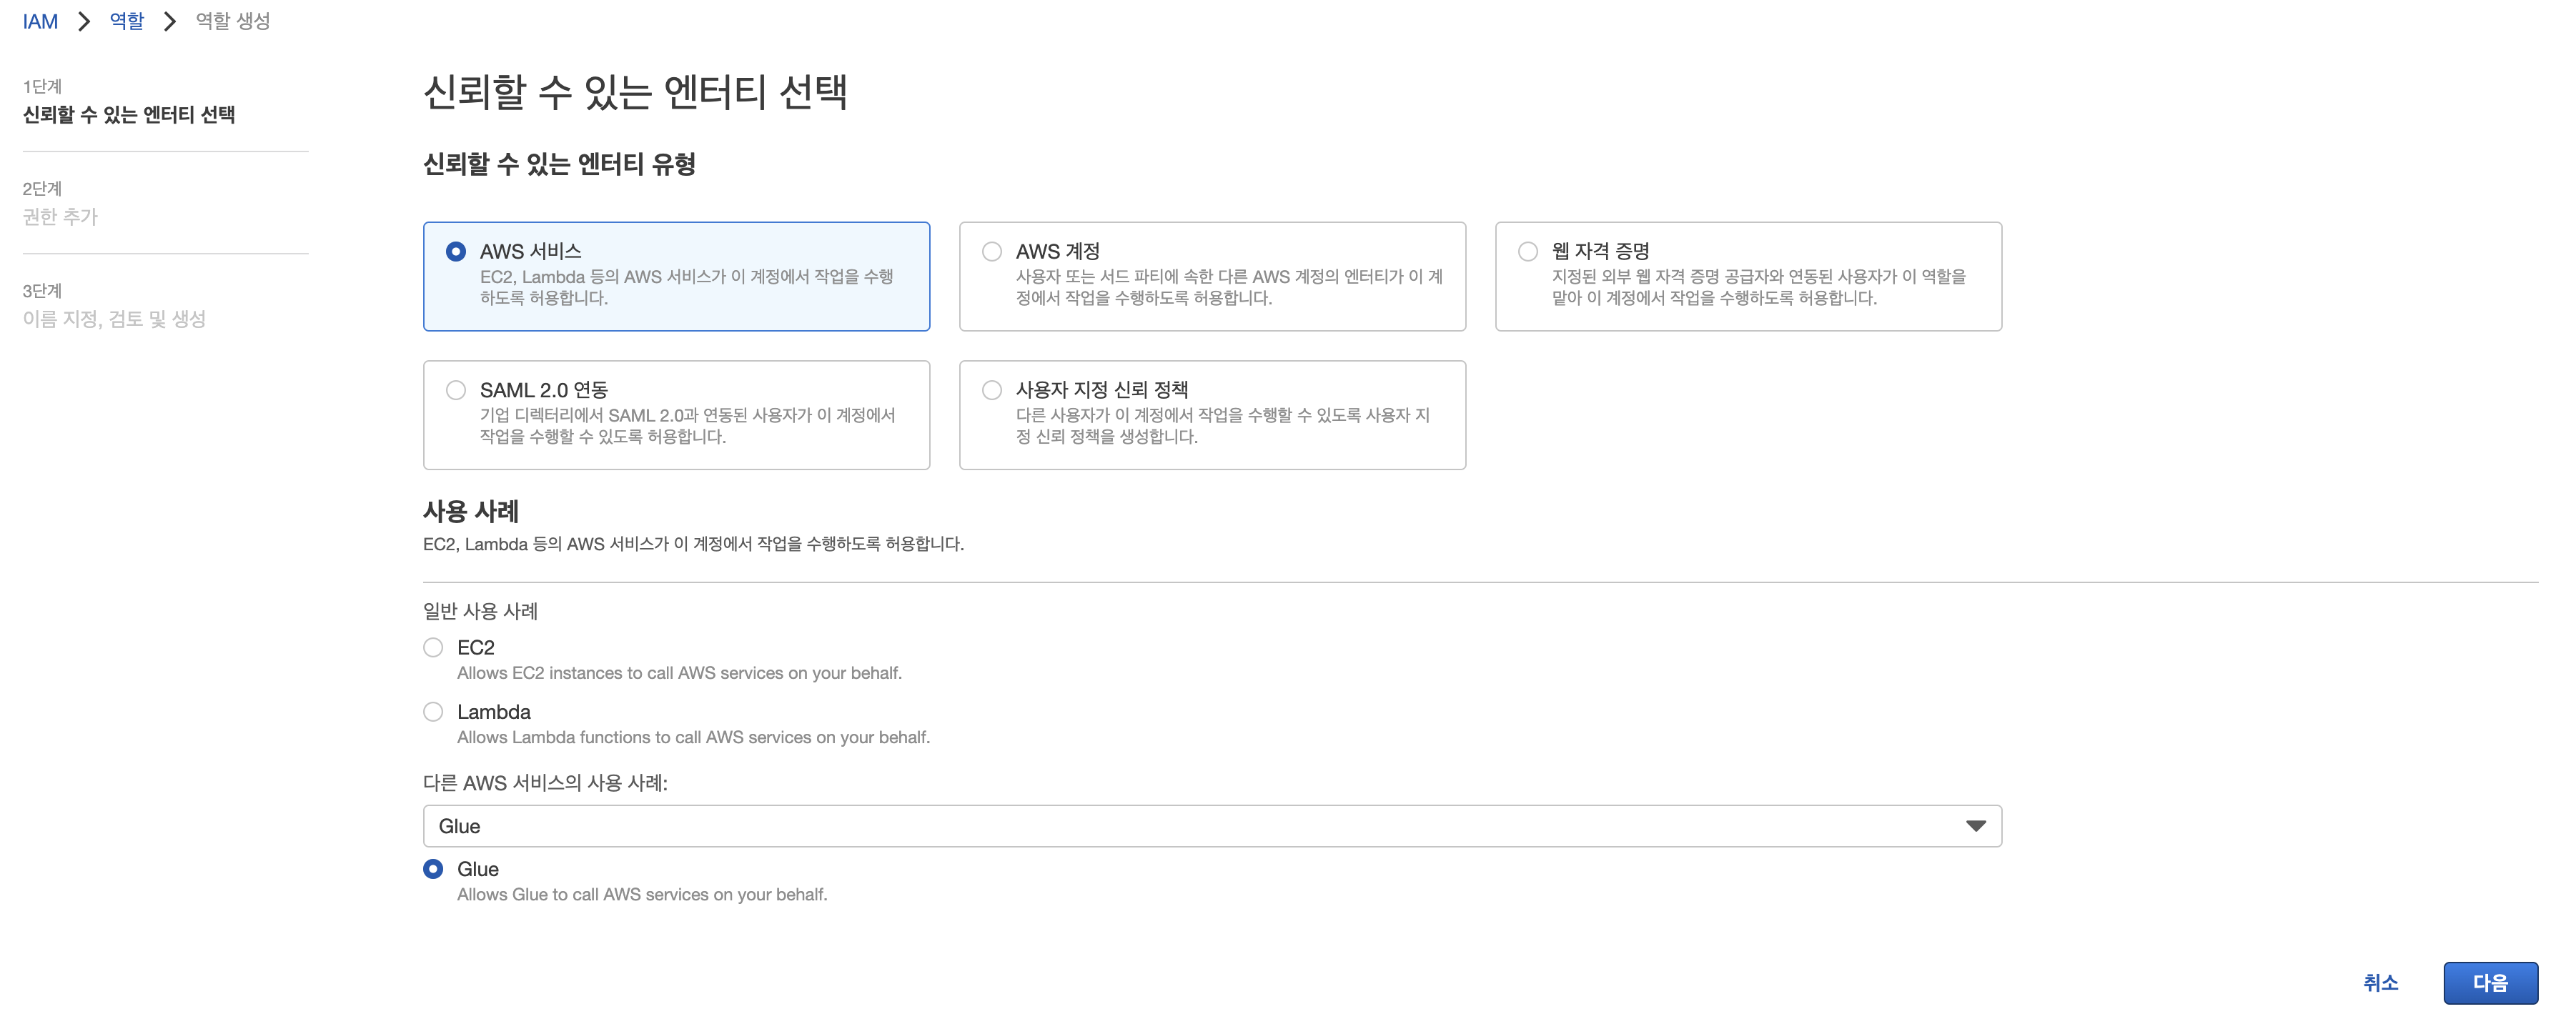 IAM > 역할 > 역할 생성
1단계
신뢰할 수 있는 엔터티 선택
2단계
권한 추가
3단계
이름 지정, 검토 및 생성
신뢰할 수 있는 엔터티 선택
신뢰할 수 있는 엔터티 유형
AWS 서비스
EC2, Lambda 등의 AWS 서비스가 이 계정에서 작업을 수행
하도록 허용합니다.
AWS 계정
사용자 또는 서드 파티에 속한 다른 AWS 계정의 엔터티가 이 계
정에서 작업을 수행하도록 허용합니다.
웹 자격 증명
지정된 외부 웹 자격 증명 공급자와 연동된 사용자가 이 역할을
맡아 이 계정에서 작업을 수행하도록 허용합니다.
SAML 2.0 연동
기업 디렉터리에서 SAML 2.0과 연동된 사용자가 이 계정에서
작업을 수행할 수 있도록 허용합니다.
사용자 지정 신뢰 정책
다른 사용자가 이 계정에서 작업을 수행할 수 있도록 사용자 지
정 신뢰 정책을 생성합니다.
사용 사례
EC2, Lambda 등의 AWS 서비스가 이 계정에서 작업을 수행하도록 허용합니다.
일반 사용 사례
EC2
Allows EC2 instances to call AWS services on your behalf.
Lambda
Allows Lambda functions to call AWS services on your behalf.
다른 AWS 서비스의 사용 사례:
Glue
Glue
Allows Glue to call AWS services on your behalf.
취소
다음